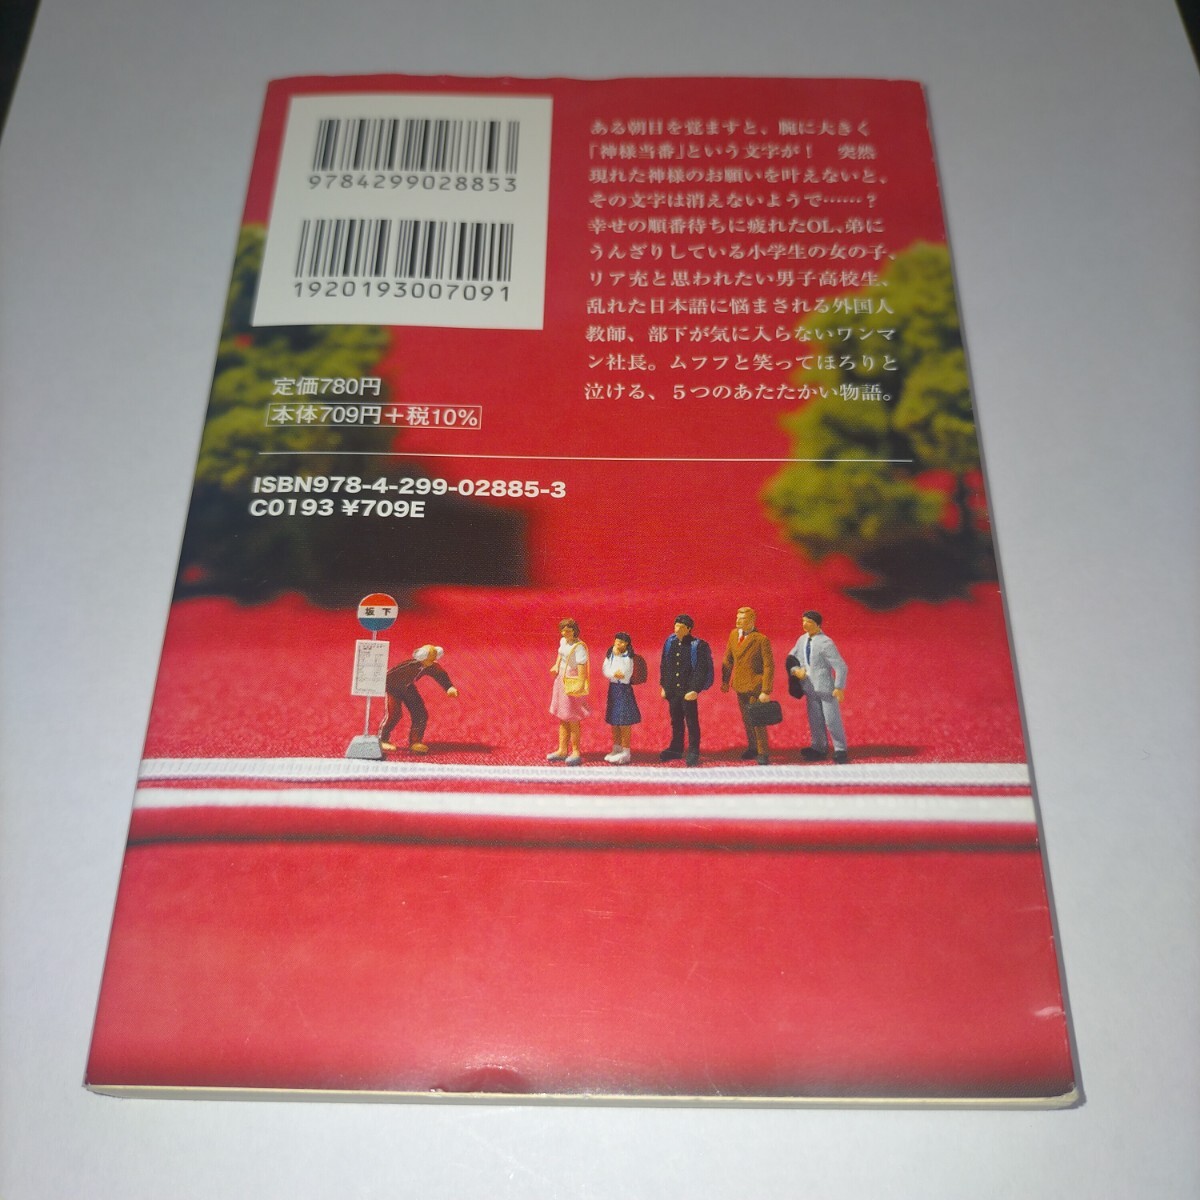 9784299028853
1920193007091
ある朝目を覚ますと、腕に大きく
「神様当番」という文字が！　突然
現れた神様のお願いを叶えないと、
その文字は消えないようで……？
幸せの順番待ちに疲れたOL、弟に
うんざりしている小学生の女の子、
リア充と思われたい男子高校生、
乱れた日本語に悩まされる外国人
教師、部下が気に入らないワンマ
ン社長。ムフフと笑ってほろりと
泣ける、5つのあたたかい物語。
定価780円
本体709円＋税10%
ISBN978-4-299-02885-3
C0193 ¥709E
坂下